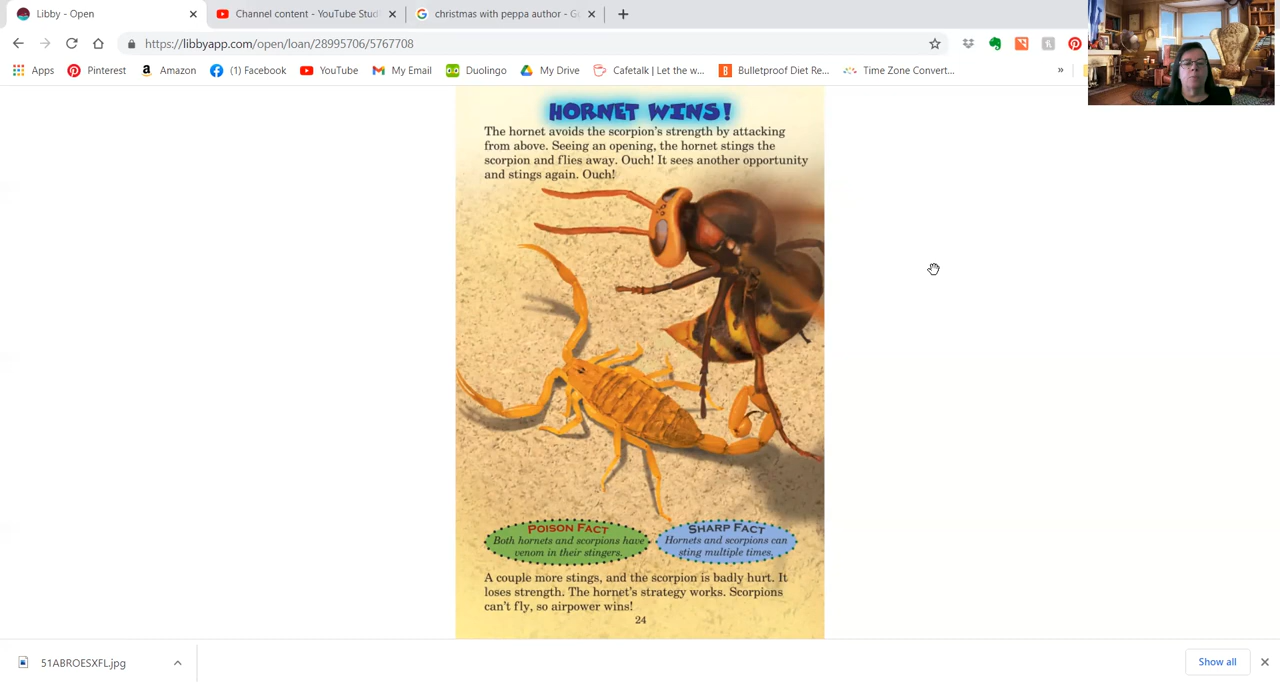 Libby - Open
Channel content - YouTube Stud
christmas with peppa author - Go
https://libbyapp.com/open/loan/28995706/5767708
Apps
Pinterest
Amazon
(1) Facebook
YouTube
My Email
Duolingo
My Drive
Cafetalk | Let the w...
Bulletproof Diet Re...
Time Zone Convert...
»
HORNET WINS!
The hornet avoids the scorpion's strength by attacking
from above. Seeing an opening, the hornet stings the
scorpion and flies away. Ouch! It sees another opportunity
and stings again. Ouch!
POISON FACT
Both hornets and scorpions have
venom in their stingers.
SHARP FACT
Hornets and scorpions can
sting multiple times.
A couple more stings, and the scorpion is badly hurt. It
loses strength. The hornet's strategy works. Scorpions
can't fly, so airpower wins!
24
51ABROESXFL.jpg
Show all